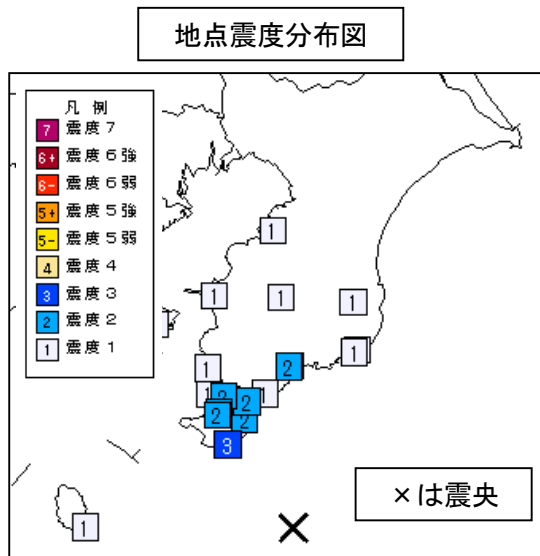 地点震度分布図
凡 例
7 震度７
6+ 震度６強
6- 震度６弱
5+ 震度５強
5- 震度５弱
4 震度４
3 震度３
2 震度２
1 震度１
1
1
1
1
1
2
1
1
1
2
2
2
2
3
1
×は震央